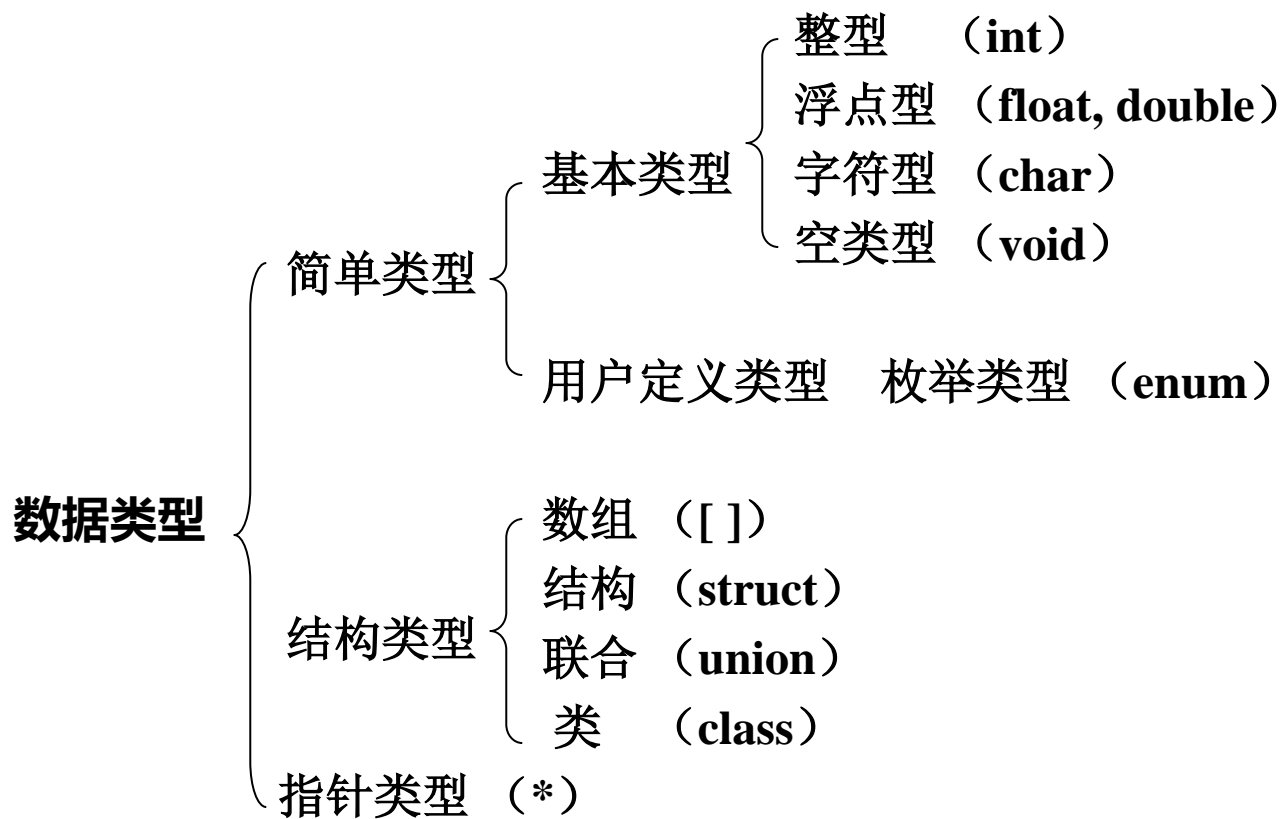 整型 （int）
浮点型 （float, double）
基本类型
字符型 （char）
空类型 （void）
简单类型
用户定义类型 枚举类型 （enum）
数据类型
数组 （[ ]）
结构 （struct）
结构类型
联合 （union）
类 （class）
指针类型 （*）